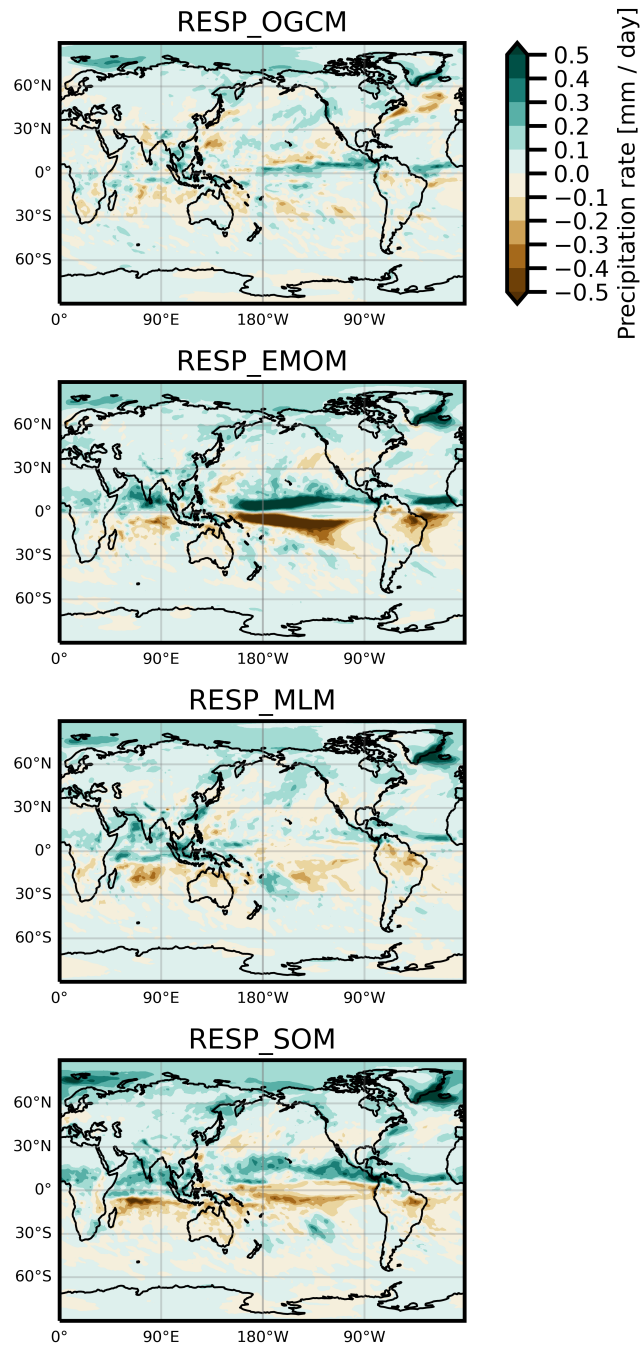 RESP_OGCM
60°N
30°N
0°
30°S
60°S
0° 90°E 180°W 90°W
0.5
0.4
0.3
0.2
0.1
0.0
−0.1
−0.2
−0.3
−0.4
−0.5
Precipitation rate [mm / day]
RESP_EMOM
60°N
30°N
0°
30°S
60°S
0° 90°E 180°W 90°W
RESP_MLM
60°N
30°N
0°
30°S
60°S
0° 90°E 180°W 90°W
RESP_SOM
60°N
30°N
0°
30°S
60°S
0° 90°E 180°W 90°W